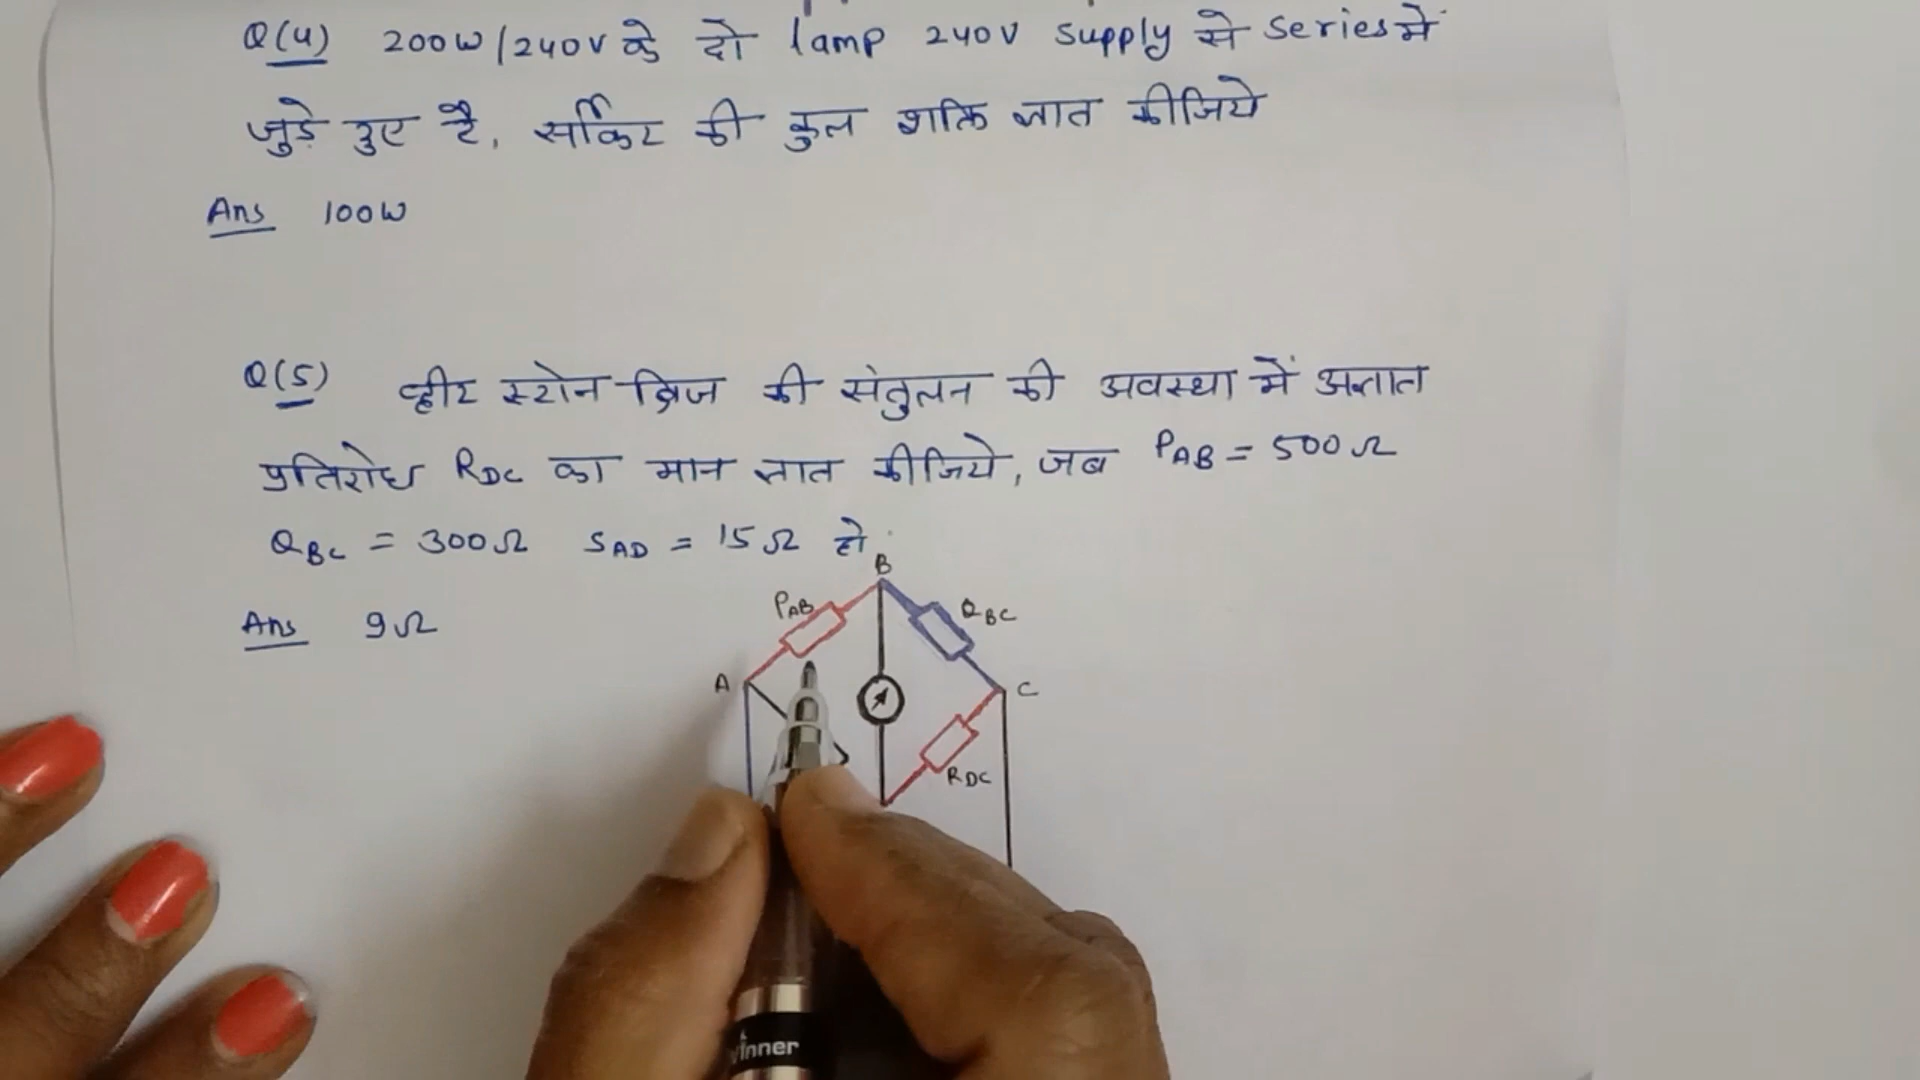 Q(4) 200W/240V के दो lamp 240V supply से series में
जुड़े हुए है, सर्किट की कुल शक्ति ज्ञात कीजिये
Ans 100W
Q(5) व्हीट स्टोन ब्रिज की संतुलन की अवस्था में अज्ञात
प्रतिरोध RDC का मान ज्ञात कीजिये, जब PAB = 500Ω
QBC = 300Ω SAD = 15Ω हो
Ans 9Ω
B
PAB
QBC
A
C
RDC